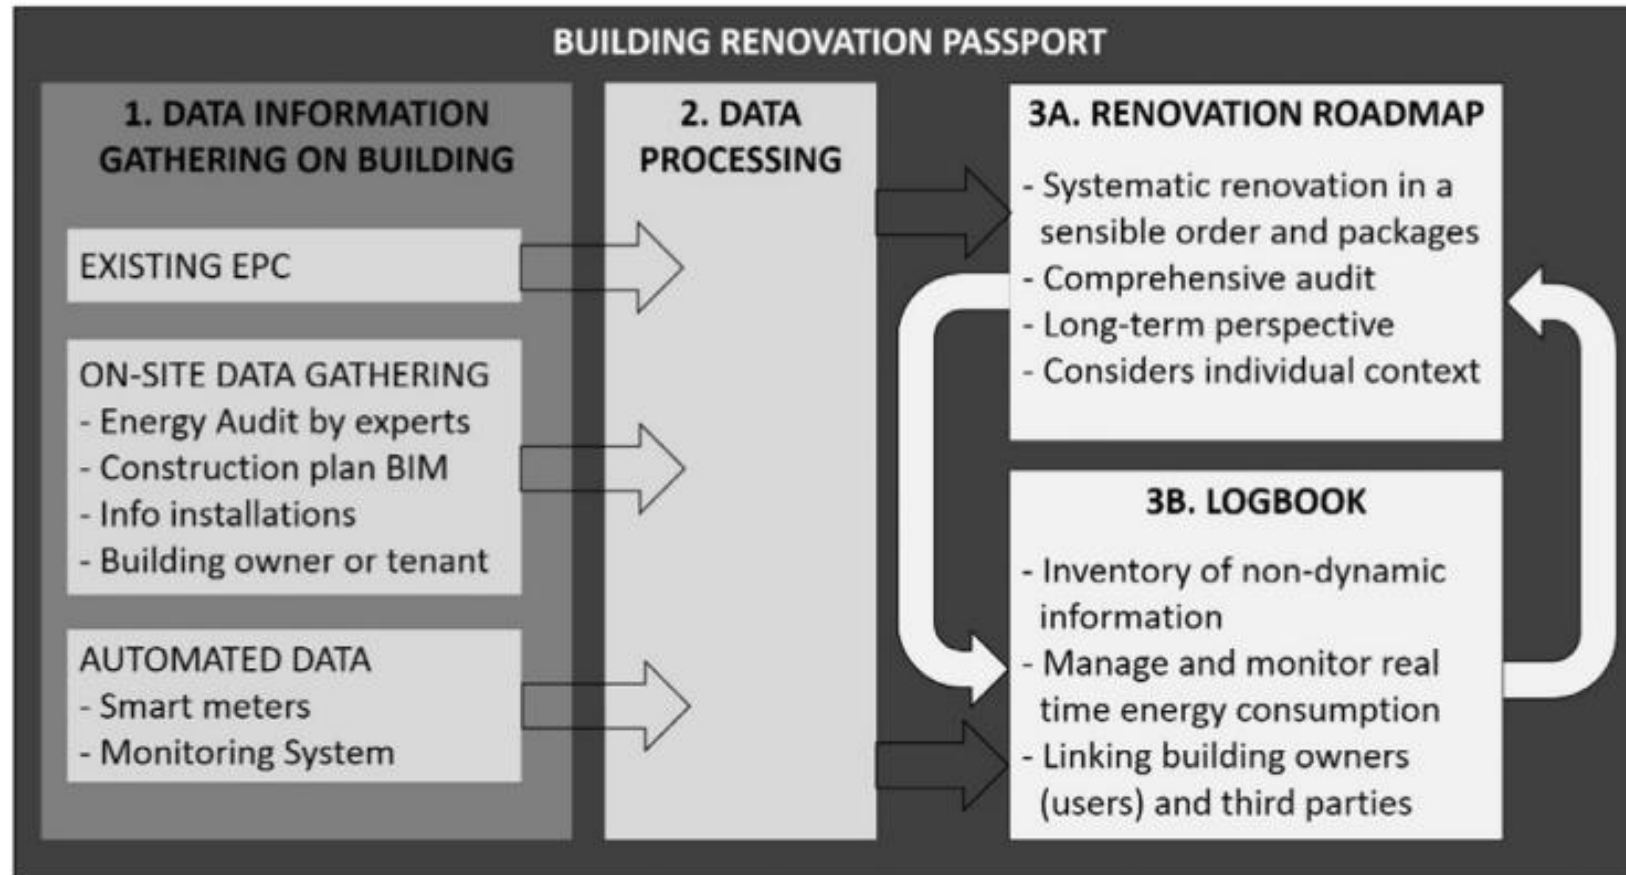 BUILDING RENOVATION PASSPORT
1. DATA INFORMATION
GATHERING ON BUILDING
EXISTING EPC
ON-SITE DATA GATHERING
- Energy Audit by experts
- Construction plan BIM
- Info installations
- Building owner or tenant
AUTOMATED DATA
- Smart meters
- Monitoring System
2. DATA
PROCESSING
3A. RENOVATION ROADMAP
- Systematic renovation in a
sensible order and packages
- Comprehensive audit
- Long-term perspective
- Considers individual context
3B. LOGBOOK
- Inventory of non-dynamic
information
- Manage and monitor real
time energy consumption
- Linking building owners
(users) and third parties